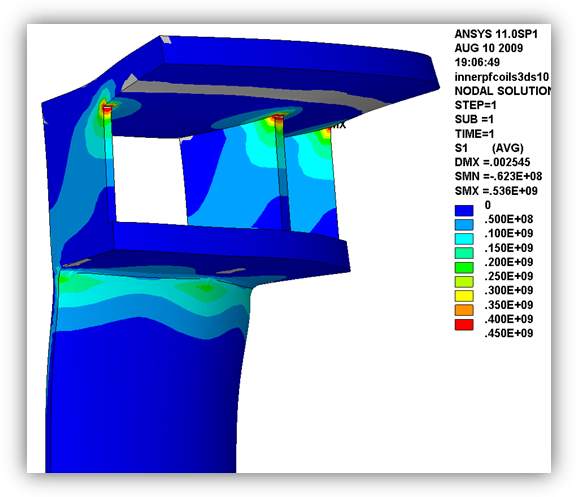 ANSYS 11.0SP1
AUG 10 2009
19:06:49
innerpfcoils3ds10
NODAL SOLUTION
STEP=1
SUB =1
TIME=1
S1 (AVG)
DMX =.002545
SMN =-.623E+08
SMX =.536E+09
0
.500E+08
.100E+09
.150E+09
.200E+09
.250E+09
.300E+09
.350E+09
.400E+09
.450E+09